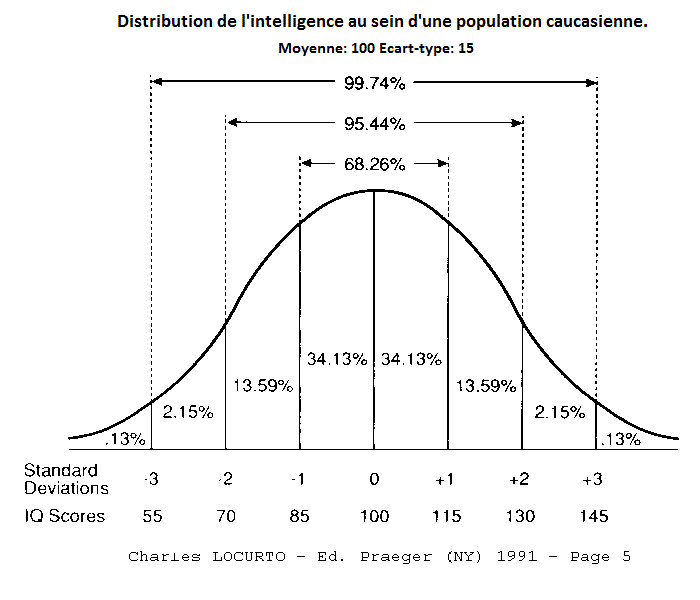 Distribution de l'intelligence au sein d'une population caucasienne.
Moyenne: 100 Ecart-type: 15
99.74%
95.44%
68.26%
34.13% 34.13%
13.59% 13.59%
2.15% 2.15%
.13% .13%
Standard
Deviations -3 -2 -1 0 +1 +2 +3
IQ Scores 55 70 85 100 115 130 145
Charles LOCURTO - Ed. Praeger (NY) 1991 - Page 5